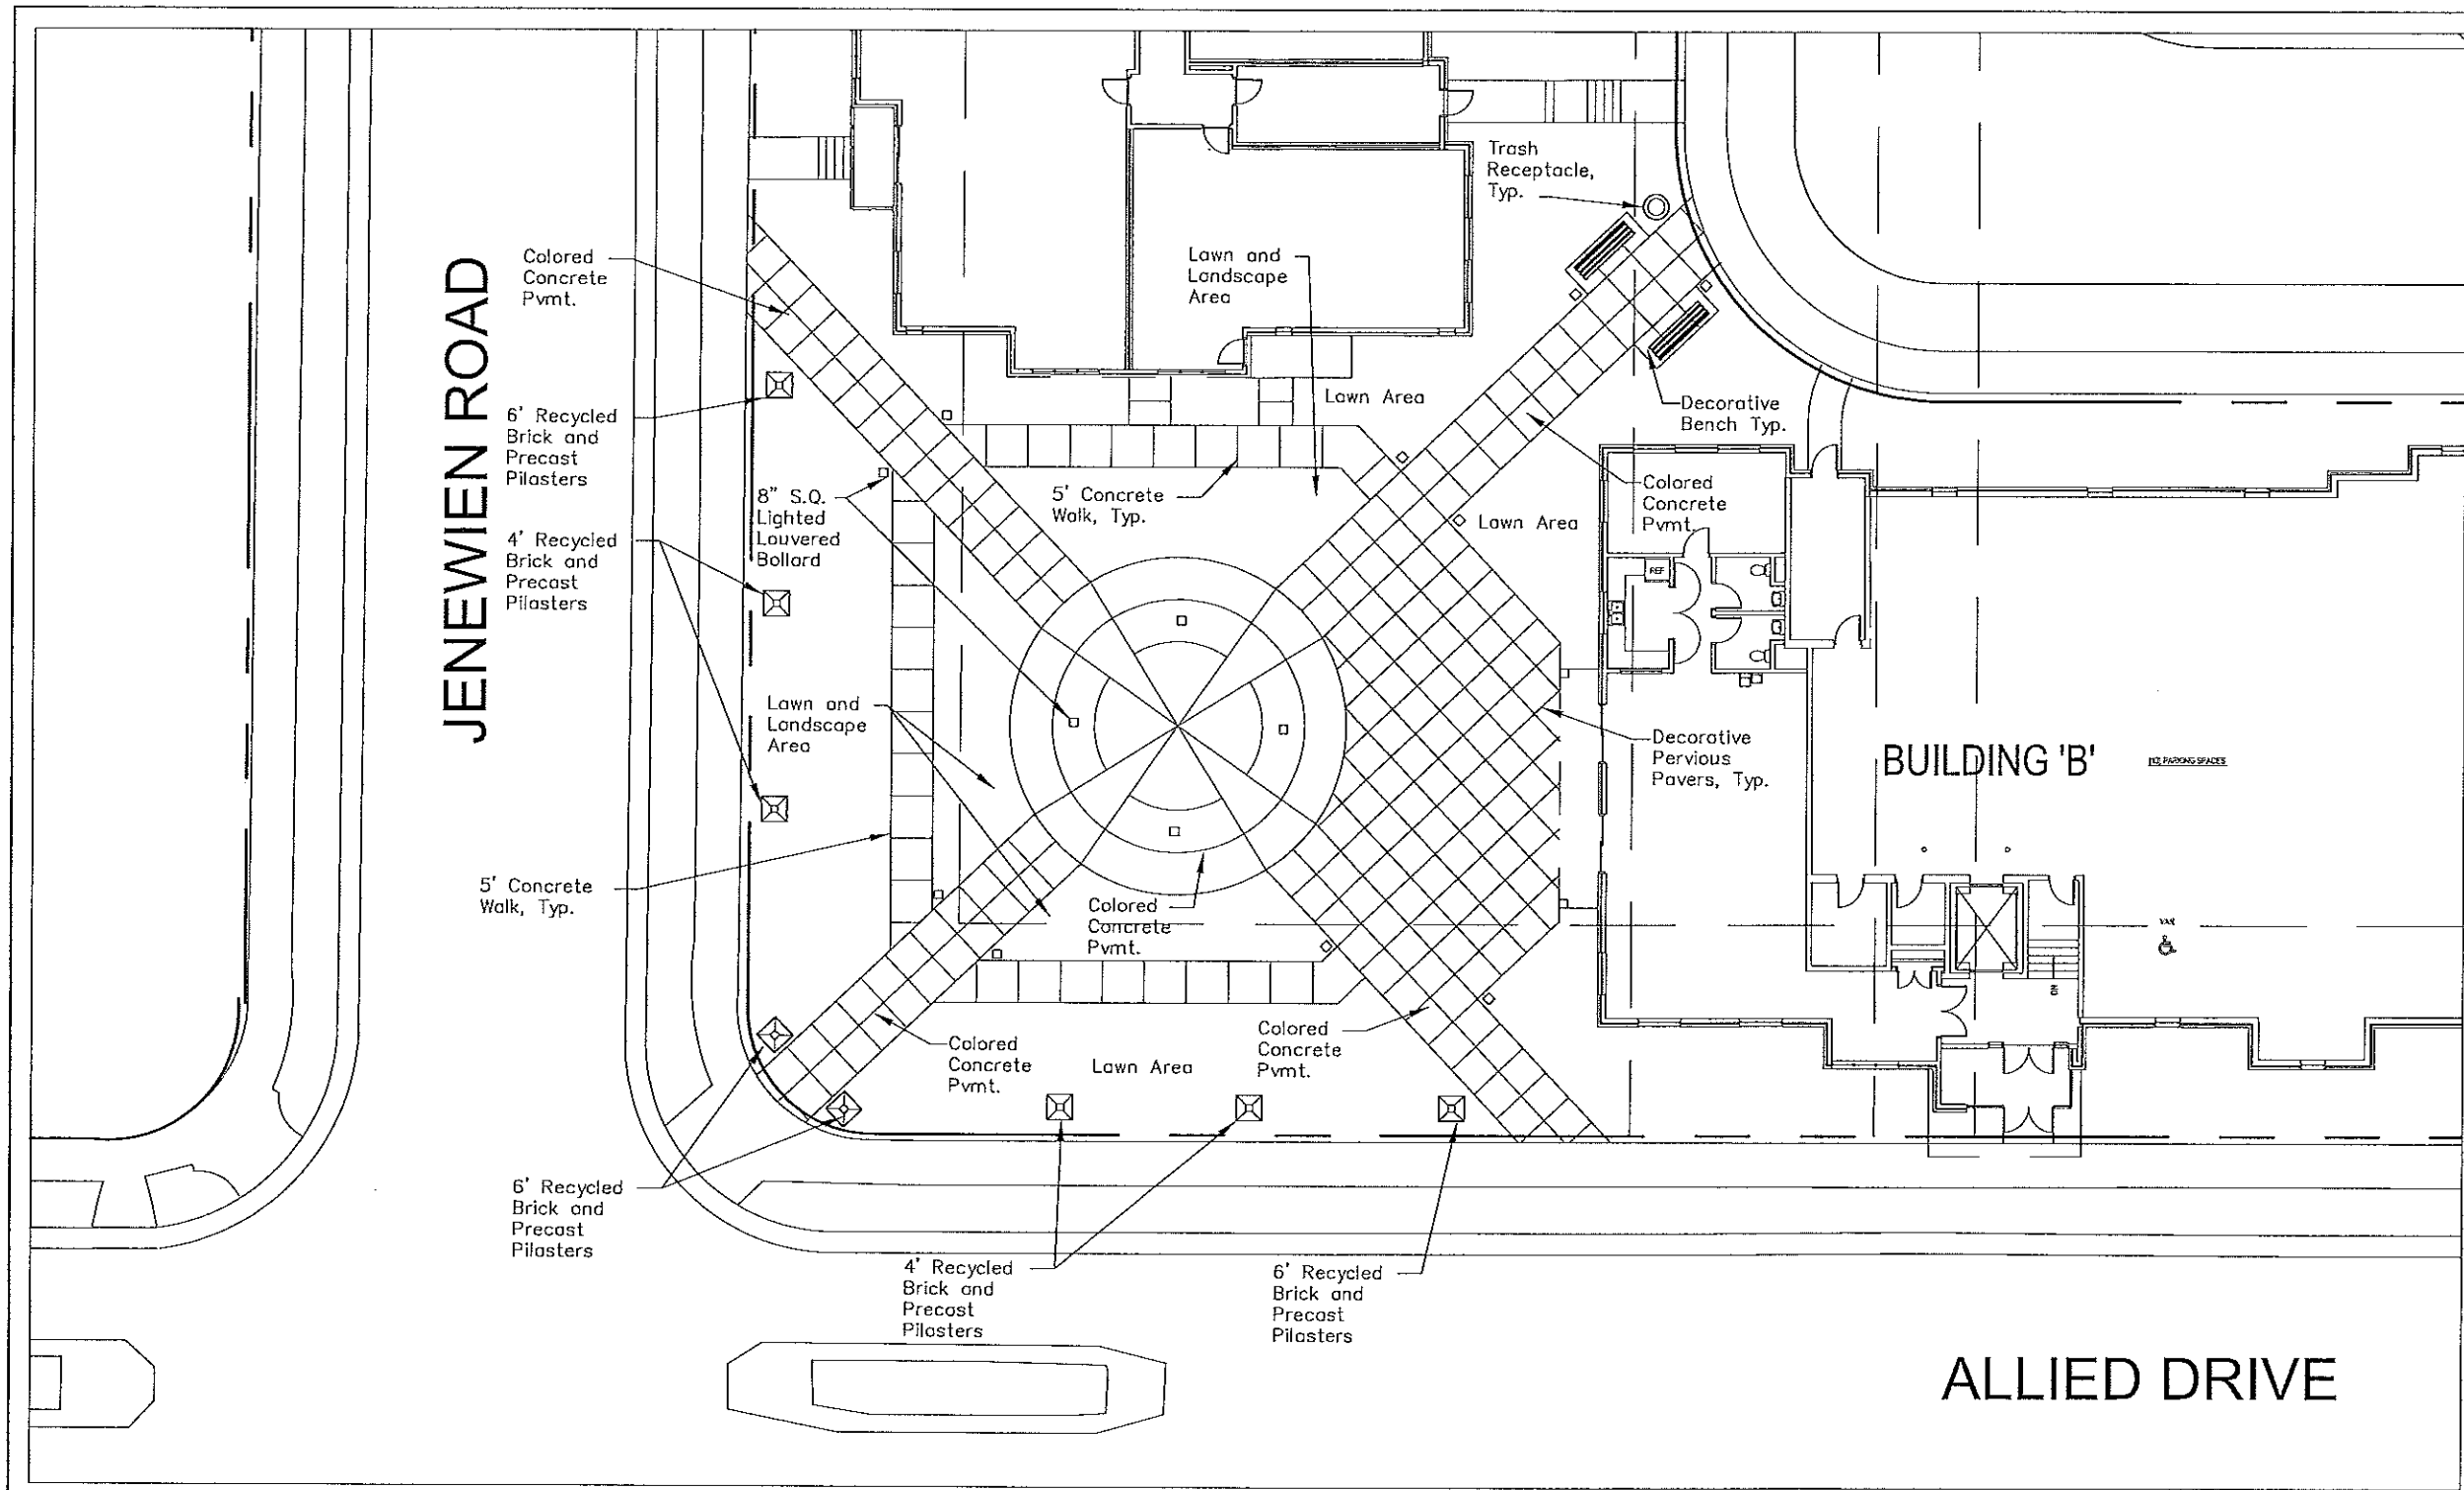 JENEWIEN ROAD
Colored
Concrete
Pvmt.
6' Recycled
Brick and
Precast
Pilasters
4' Recycled
Brick and
Precast
Pilasters
8" S.Q.
Lighted
Louvered
Bollard
Lawn and
Landscape
Area
5' Concrete
Walk, Typ.
Trash
Receptacle,
Typ.
Lawn and
Landscape
Area
Lawn Area
5' Concrete
Walk, Typ.
Decorative
Bench Typ.
Colored
Concrete
Pvmt.
Lawn Area
REF
Decorative
Pervious
Pavers, Typ.
BUILDING 'B'
Colored
Concrete
Pvmt.
VAN
DN
Colored
Concrete
Pvmt.
Lawn Area
Colored
Concrete
Pvmt.
6' Recycled
Brick and
Precast
Pilasters
4' Recycled
Brick and
Precast
Pilasters
6' Recycled
Brick and
Precast
Pilasters
ALLIED DRIVE